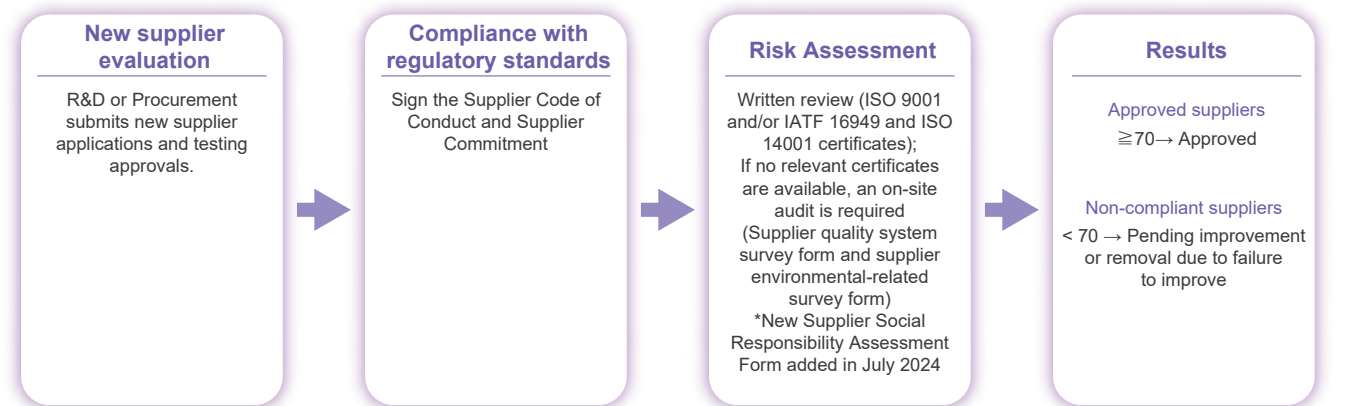 New supplier
evaluation
R&D or Procurement
submits new supplier
applications and testing
approvals.
Compliance with
regulatory standards
Sign the Supplier Code of
Conduct and Supplier
Commitment
Risk Assessment
Written review (ISO 9001
and/or IATF 16949 and ISO
14001 certificates);
If no relevant certificates
are available, an on-site
audit is required
(Supplier quality system
survey form and supplier
environmental-related
survey form)
*New Supplier Social
Responsibility Assessment
Form added in July 2024
Results
Approved suppliers
≧70→ Approved
Non-compliant suppliers
< 70 → Pending improvement
or removal due to failure
to improve